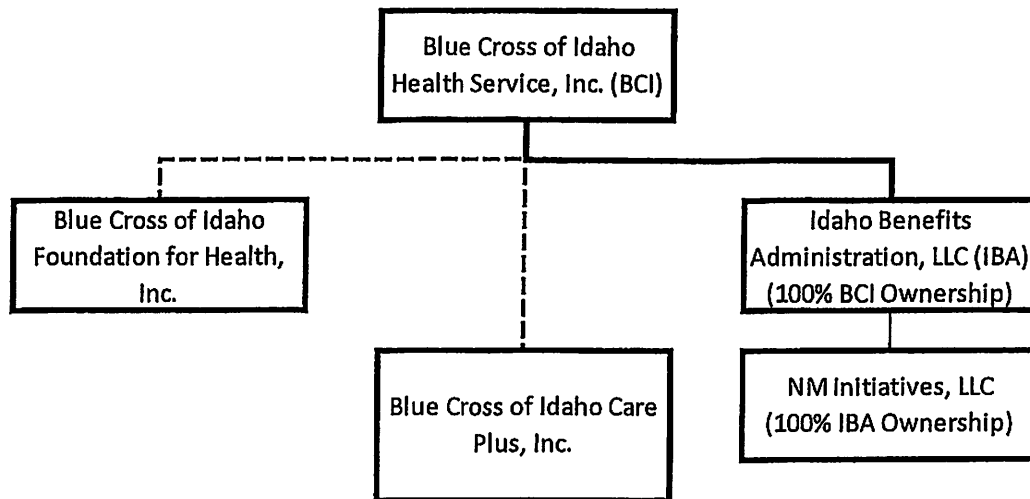 Blue Cross of Idaho
Health Service, Inc. (BCI)
Blue Cross of Idaho
Foundation for Health,
Inc.
Idaho Benefits
Administration, LLC (IBA)
(100% BCI Ownership)
Blue Cross of Idaho Care
Plus, Inc.
NM Initiatives, LLC
(100% IBA Ownership)